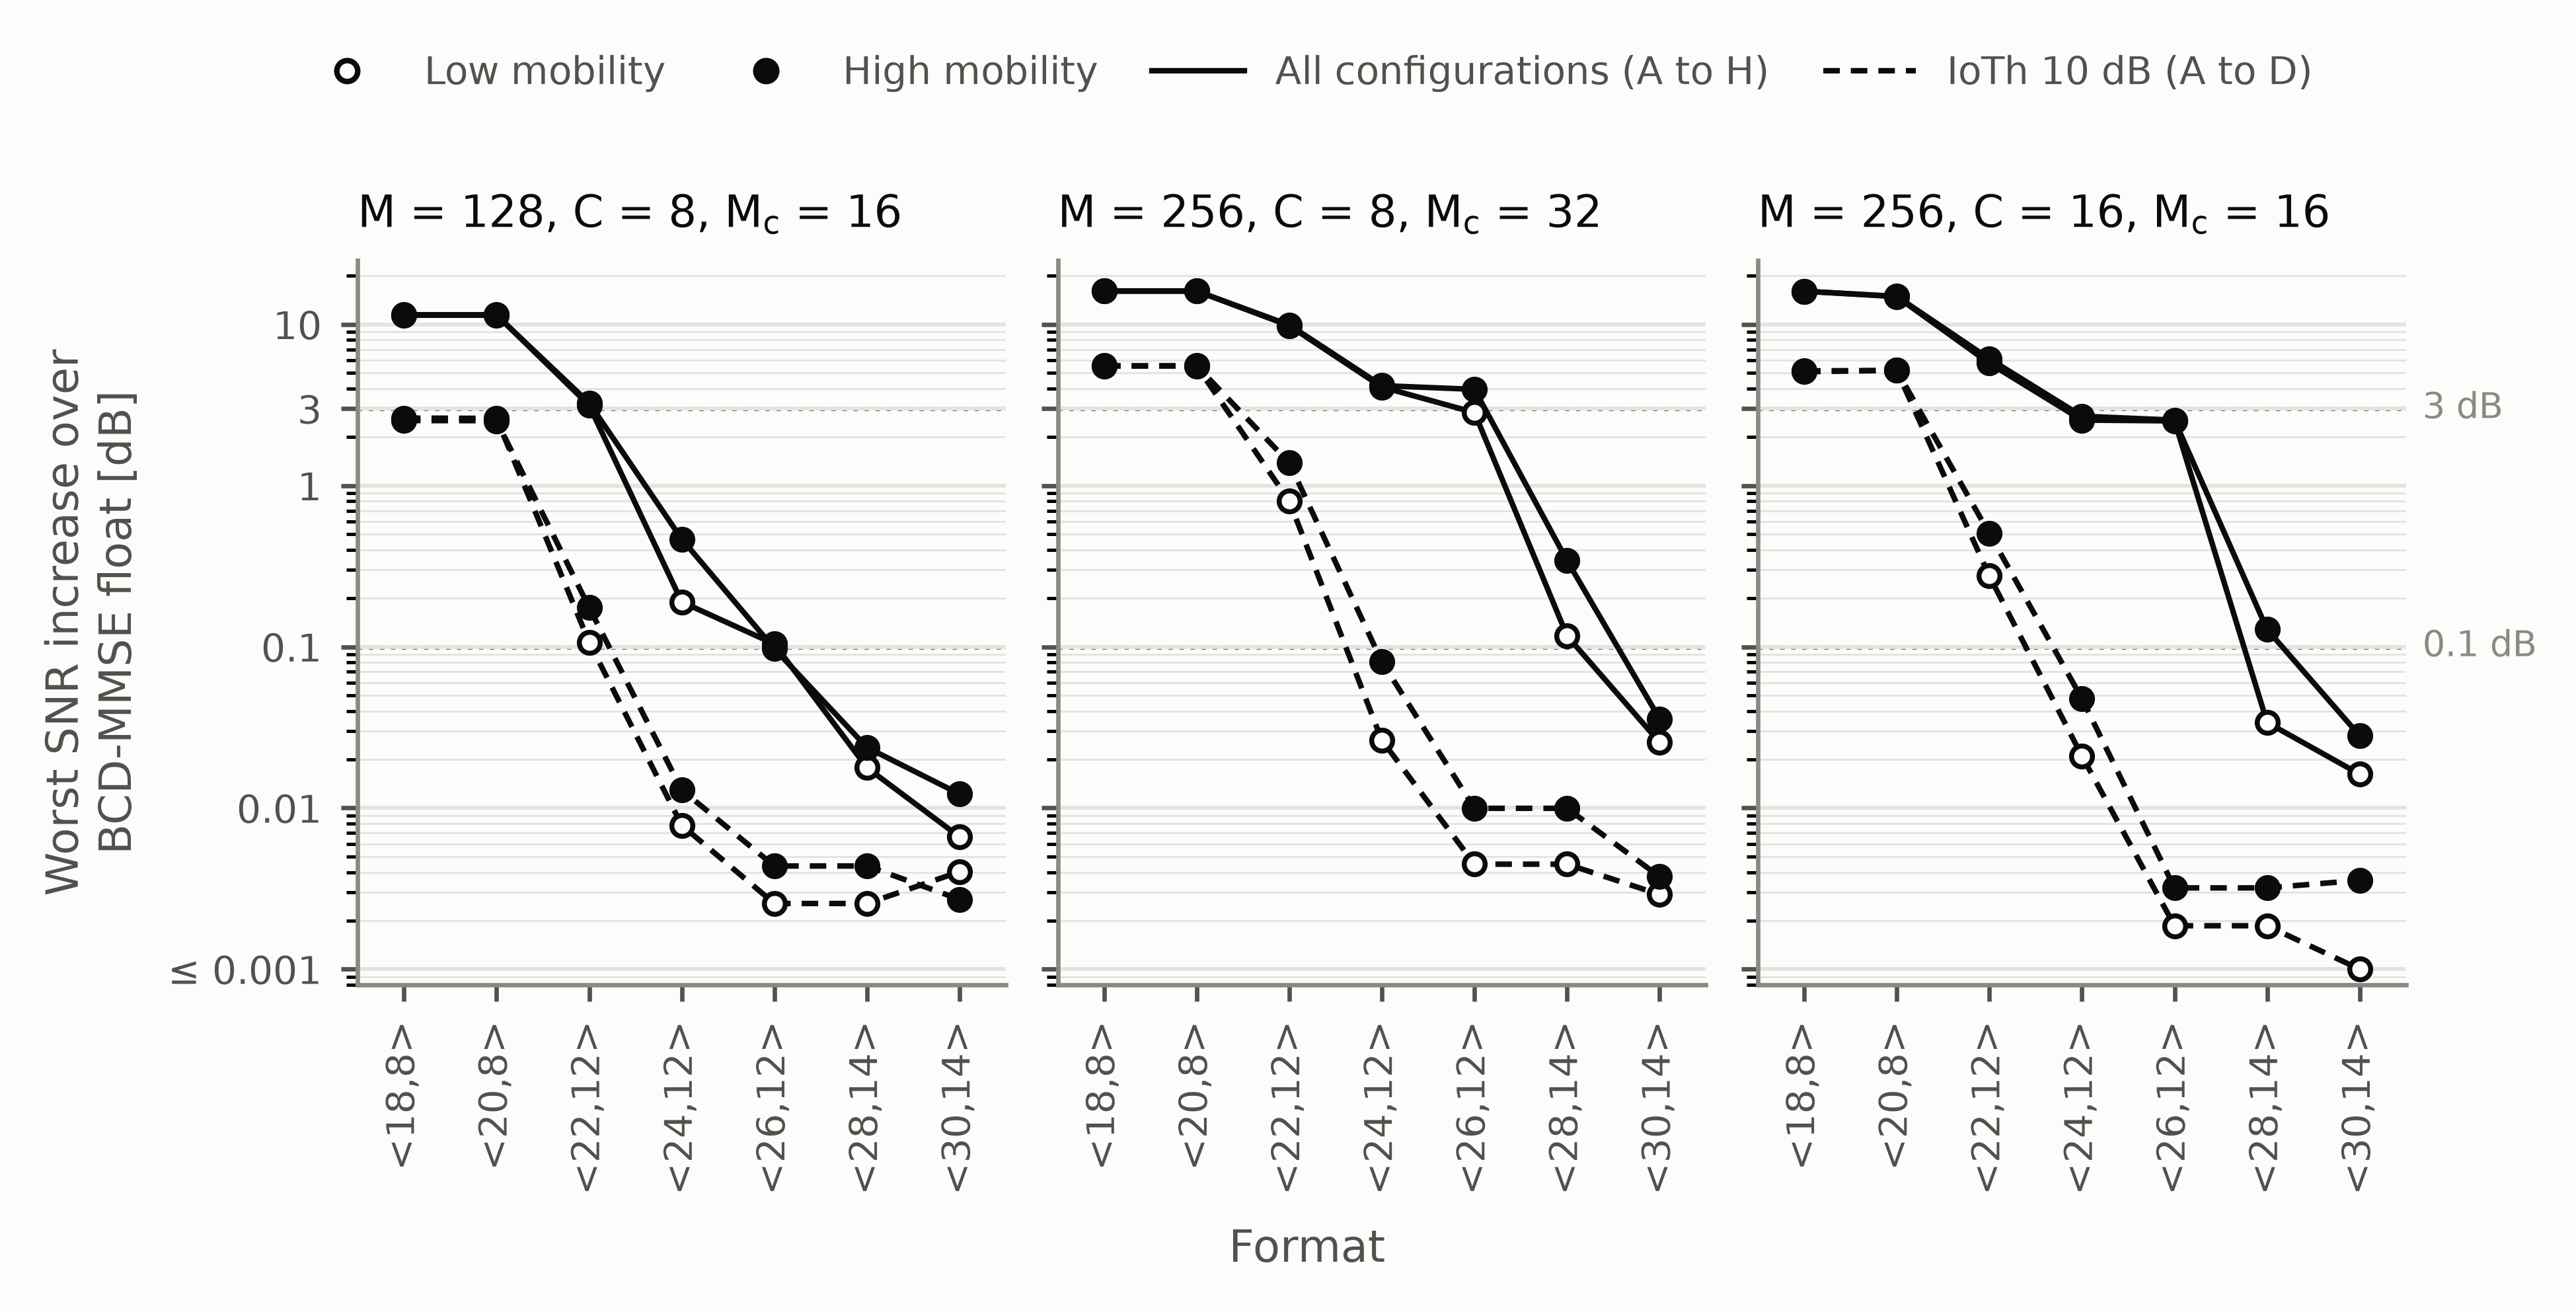 Low mobility
High mobility
All configurations (A to H)
IoTh 10 dB (A to D)
M = 128, C = 8, Mc = 16
M = 256, C = 8, Mc = 32
M = 256, C = 16, Mc = 16
Worst SNR increase over
BCD-MMSE float [dB]
10
3
1
0.1
0.01
≤ 0.001
3 dB
0.1 dB
<18,8>
<20,8>
<22,12>
<24,12>
<26,12>
<28,14>
<30,14>
<18,8>
<20,8>
<22,12>
<24,12>
<26,12>
<28,14>
<30,14>
<18,8>
<20,8>
<22,12>
<24,12>
<26,12>
<28,14>
<30,14>
Format